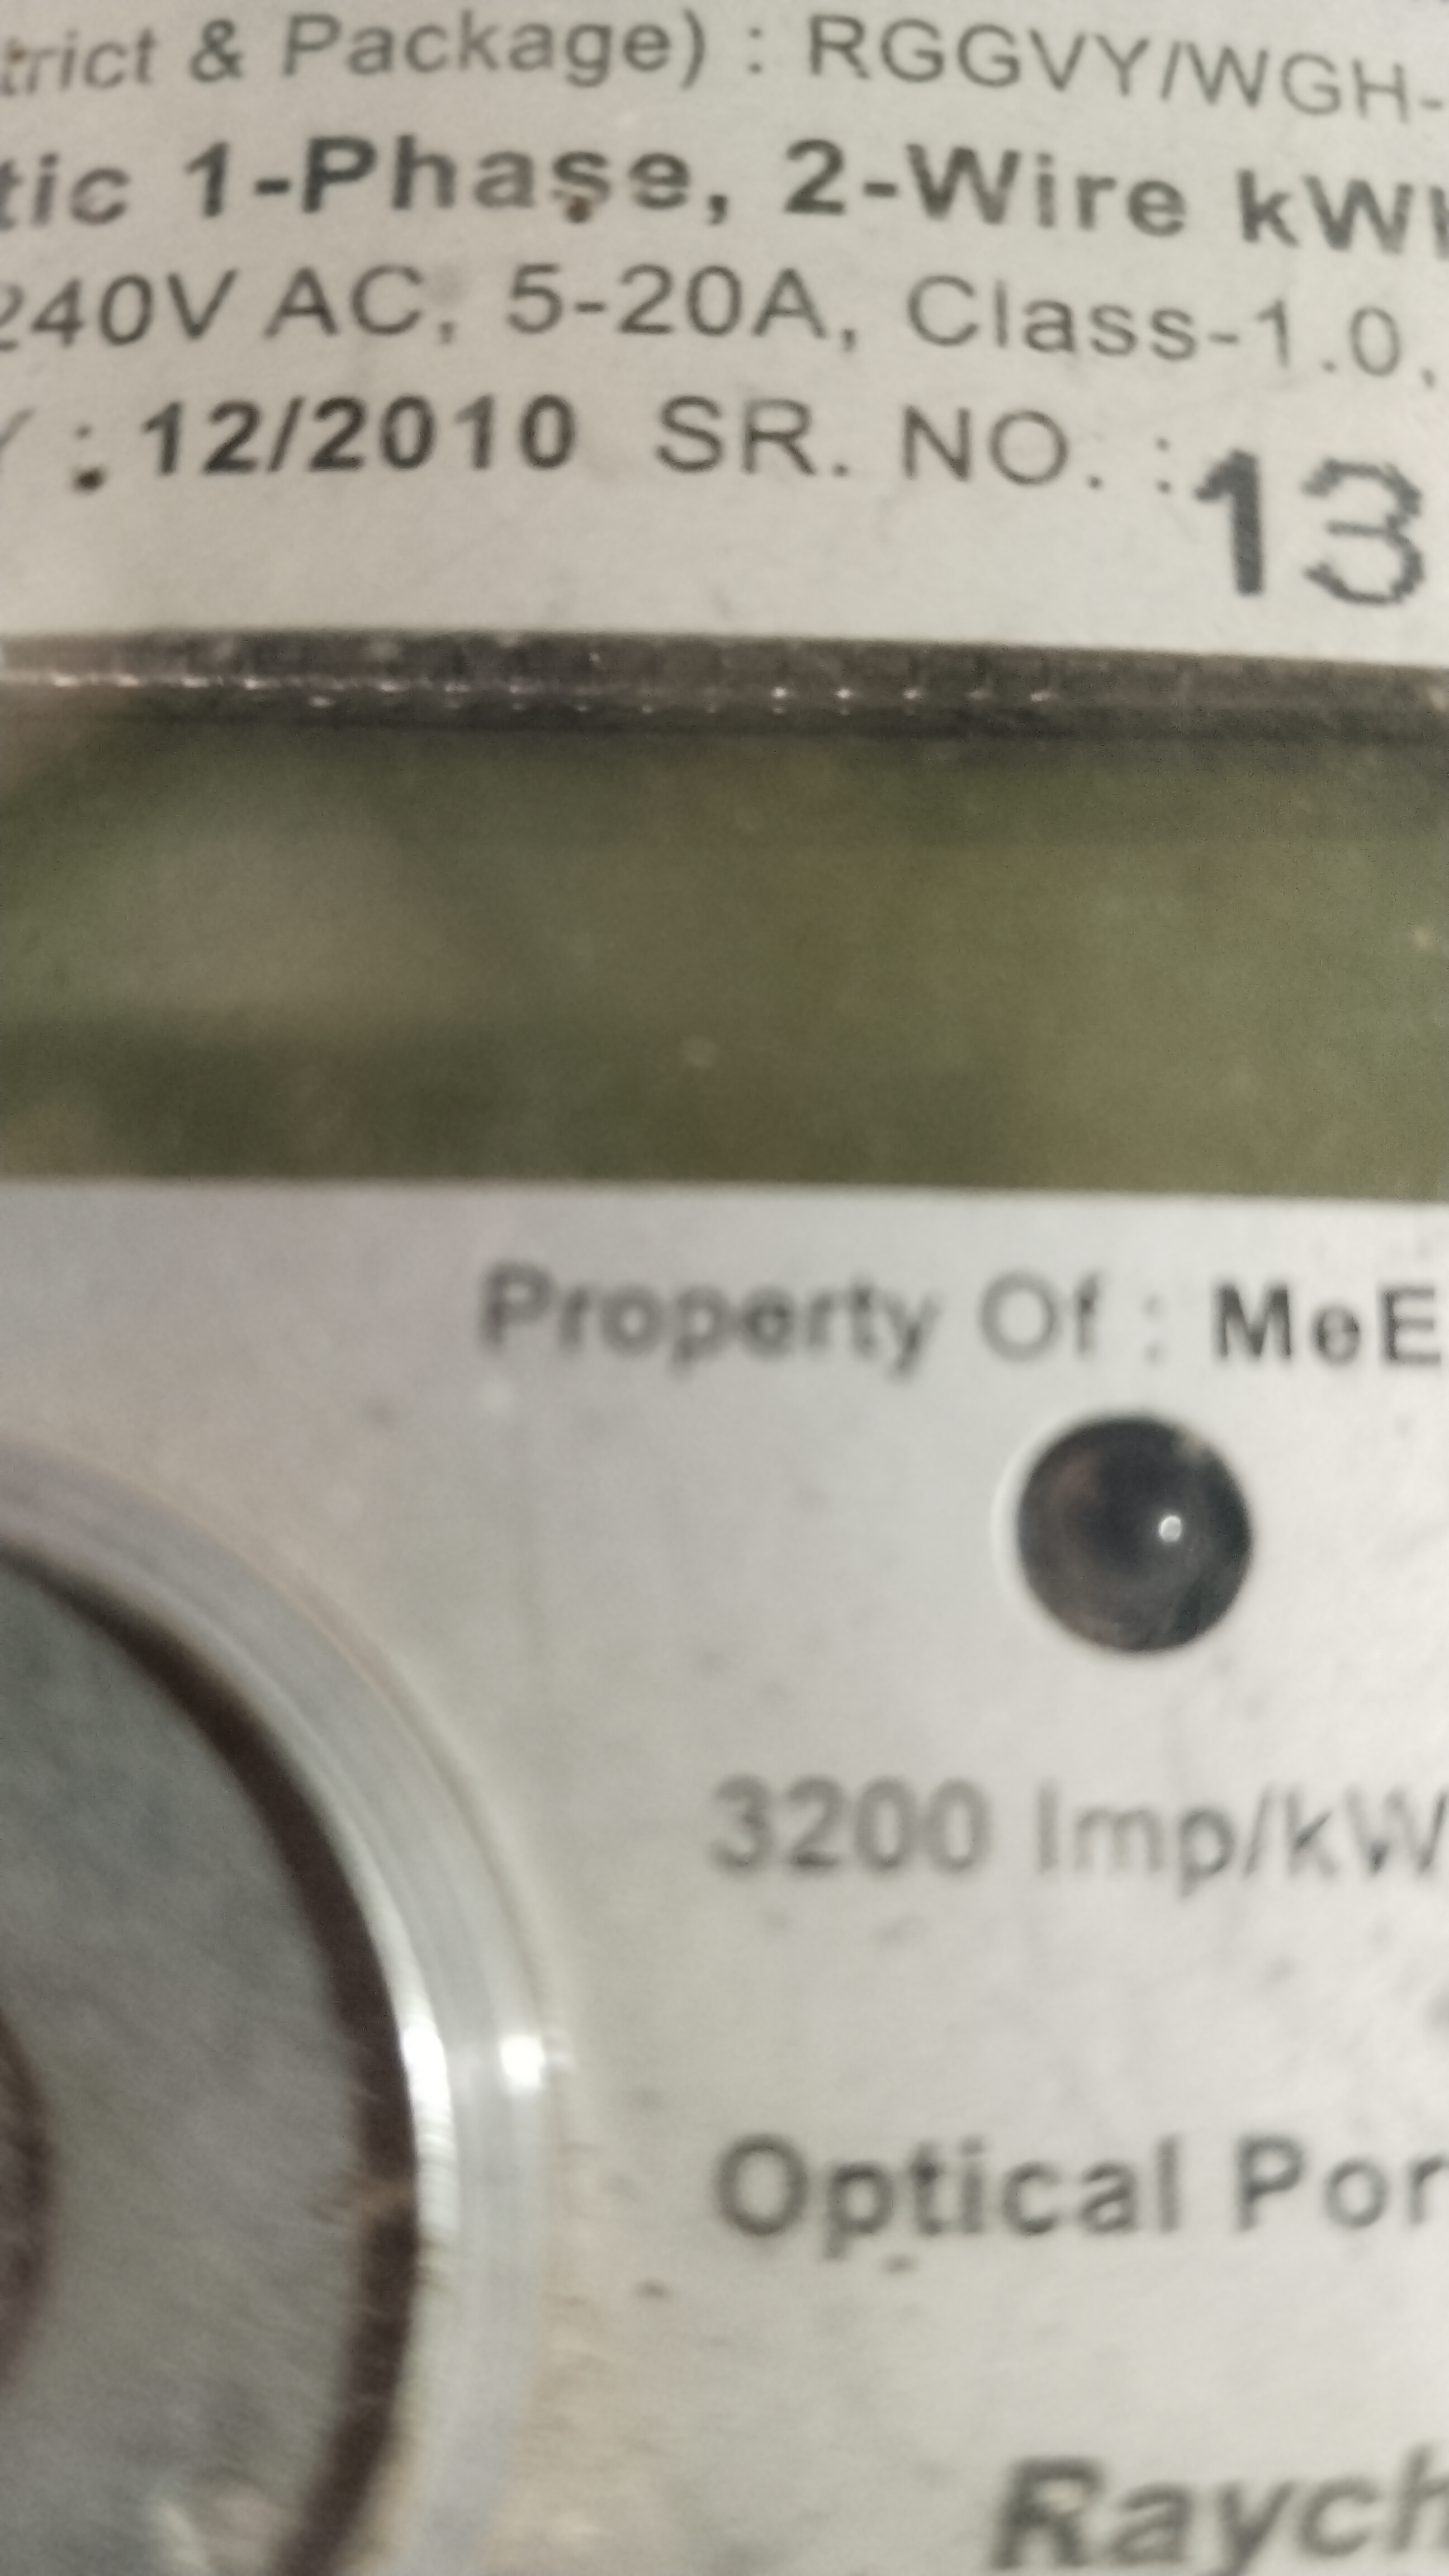 trict & Package) : RGGVY/WGH-
tic 1-Phase, 2-Wire kWh
240V AC, 5-20A, Class-1.0,
Y : 12/2010 SR. NO. : 13
Property Of : MeE
3200 Imp/kW
Optical Por
Raych